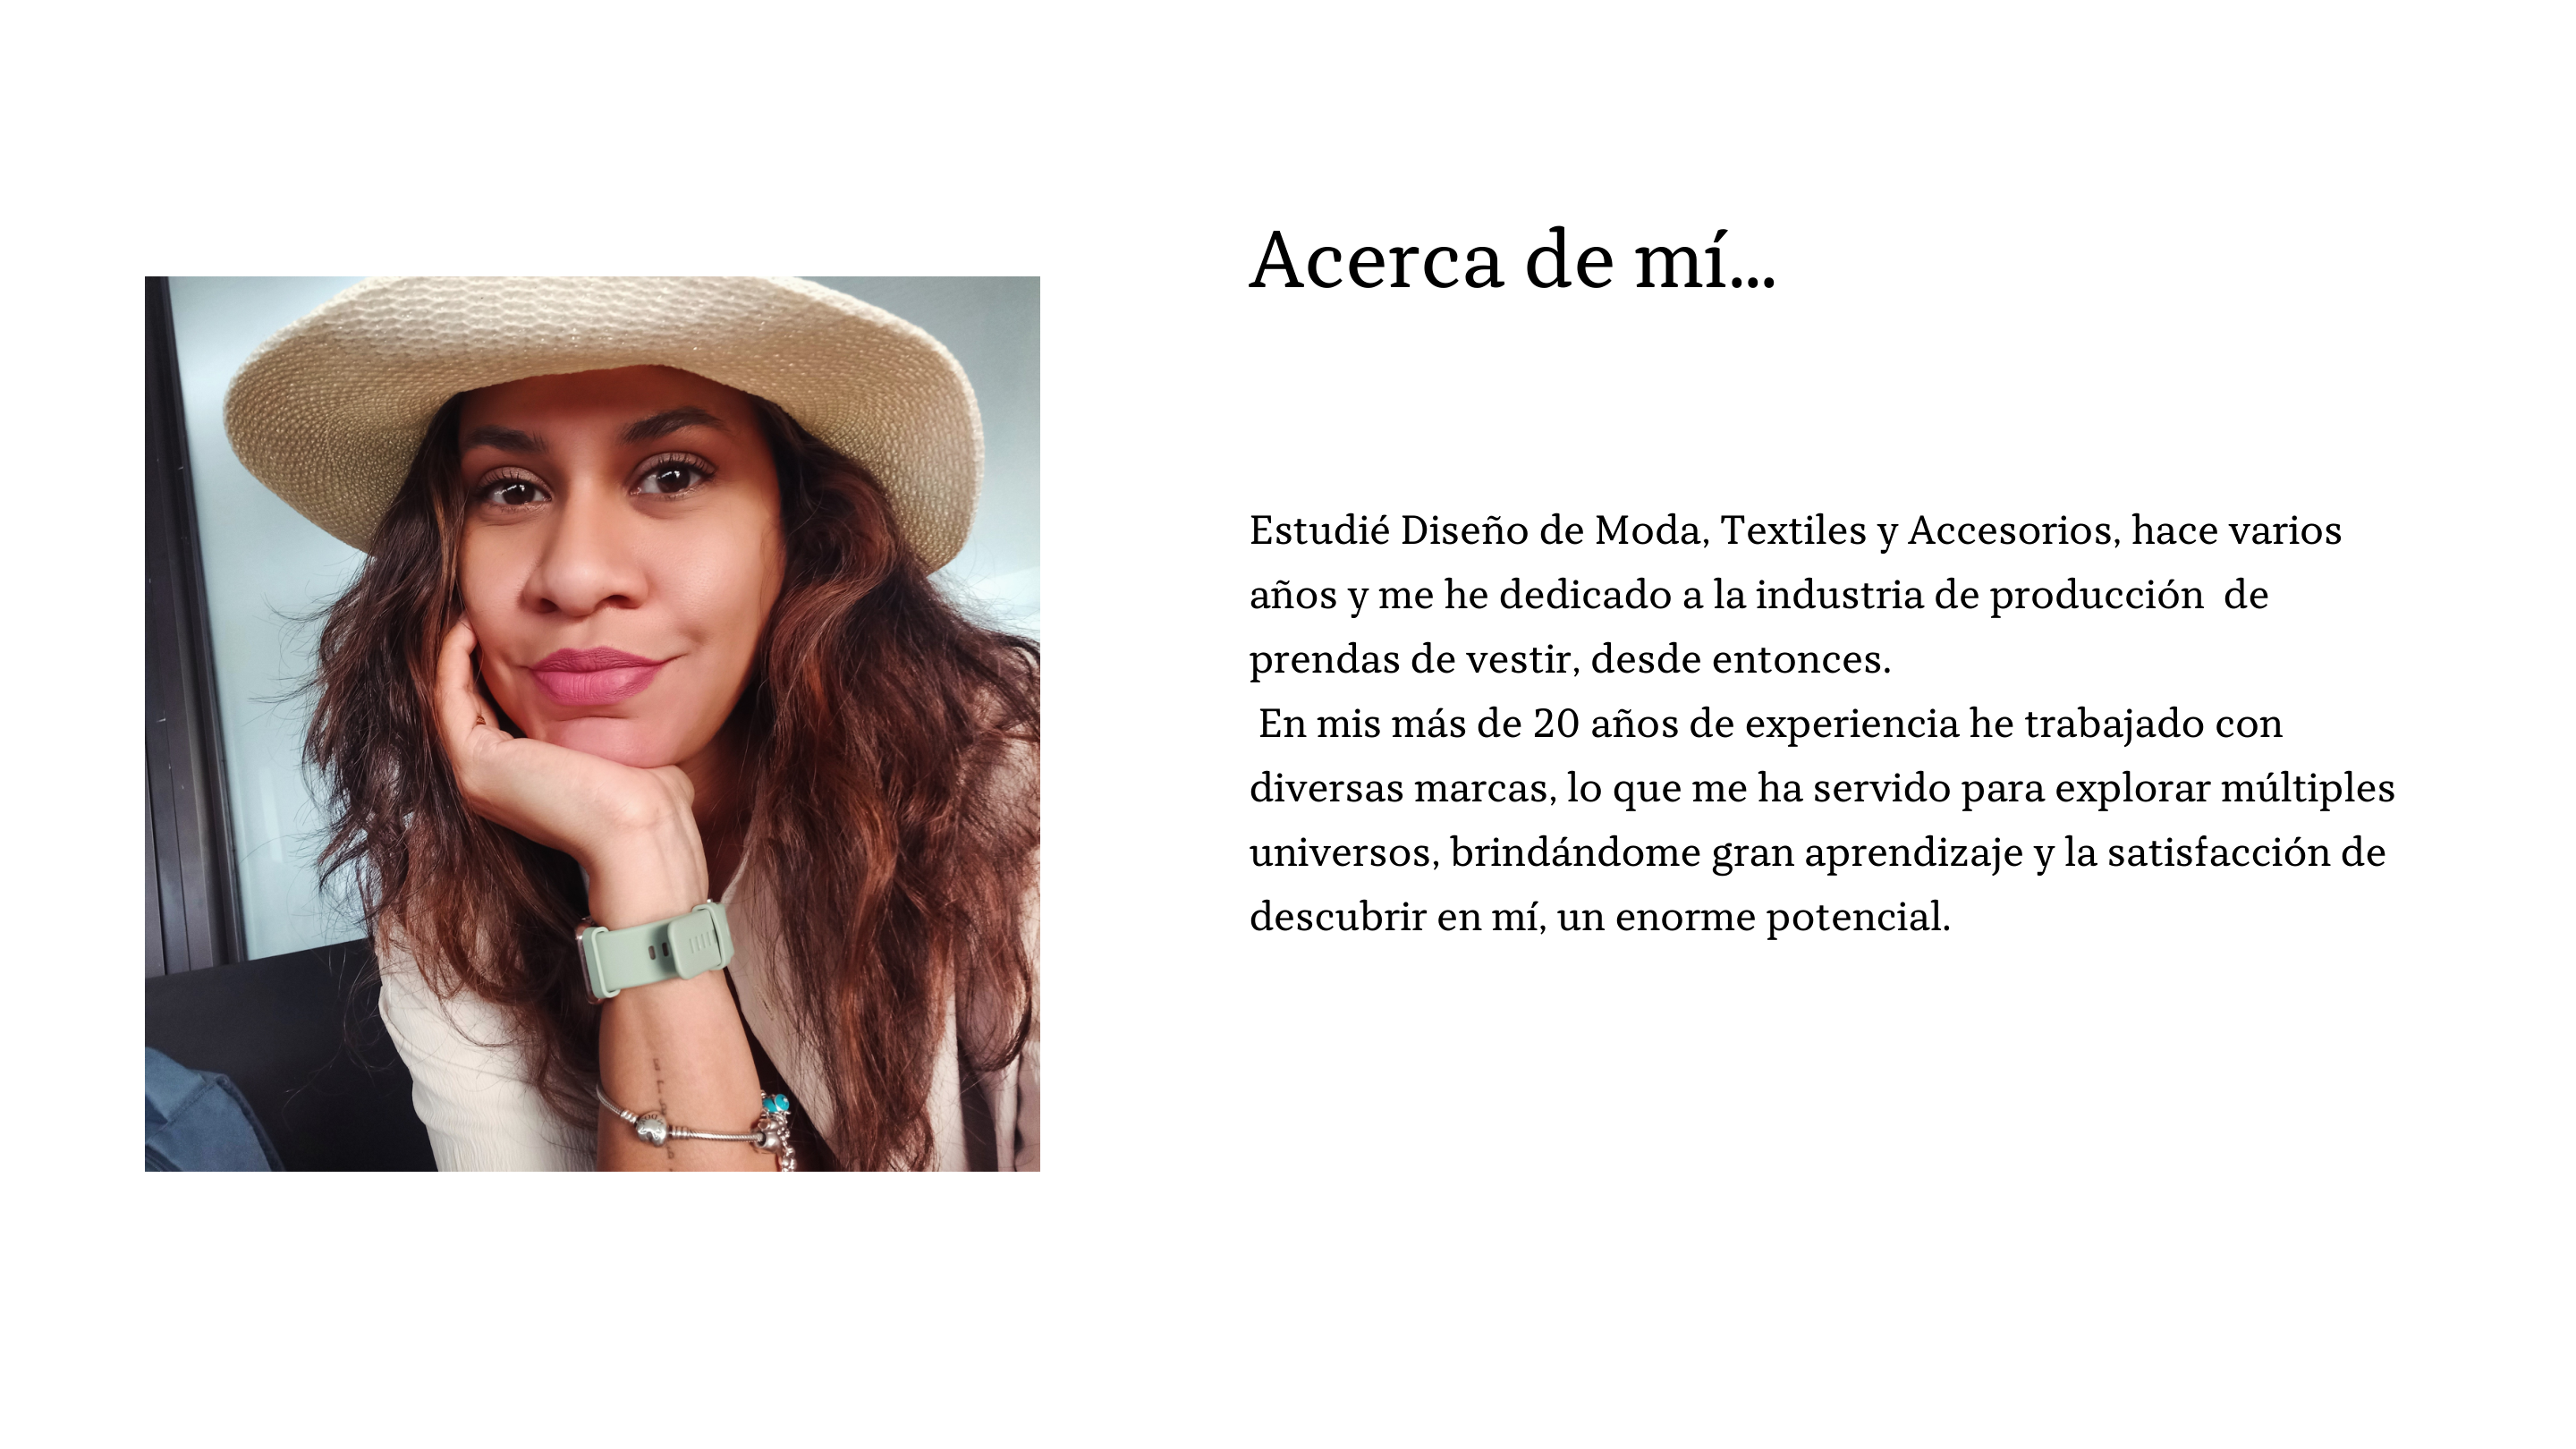 Acerca de mí...
Estudié Diseño de Moda, Textiles y Accesorios, hace varios
años y me he dedicado a la industria de producción  de
prendas de vestir, desde entonces.
En mis más de 20 años de experiencia he trabajado con
diversas marcas, lo que me ha servido para explorar múltiples
universos, brindándome gran aprendizaje y la satisfacción de
descubrir en mí, un enorme potencial.